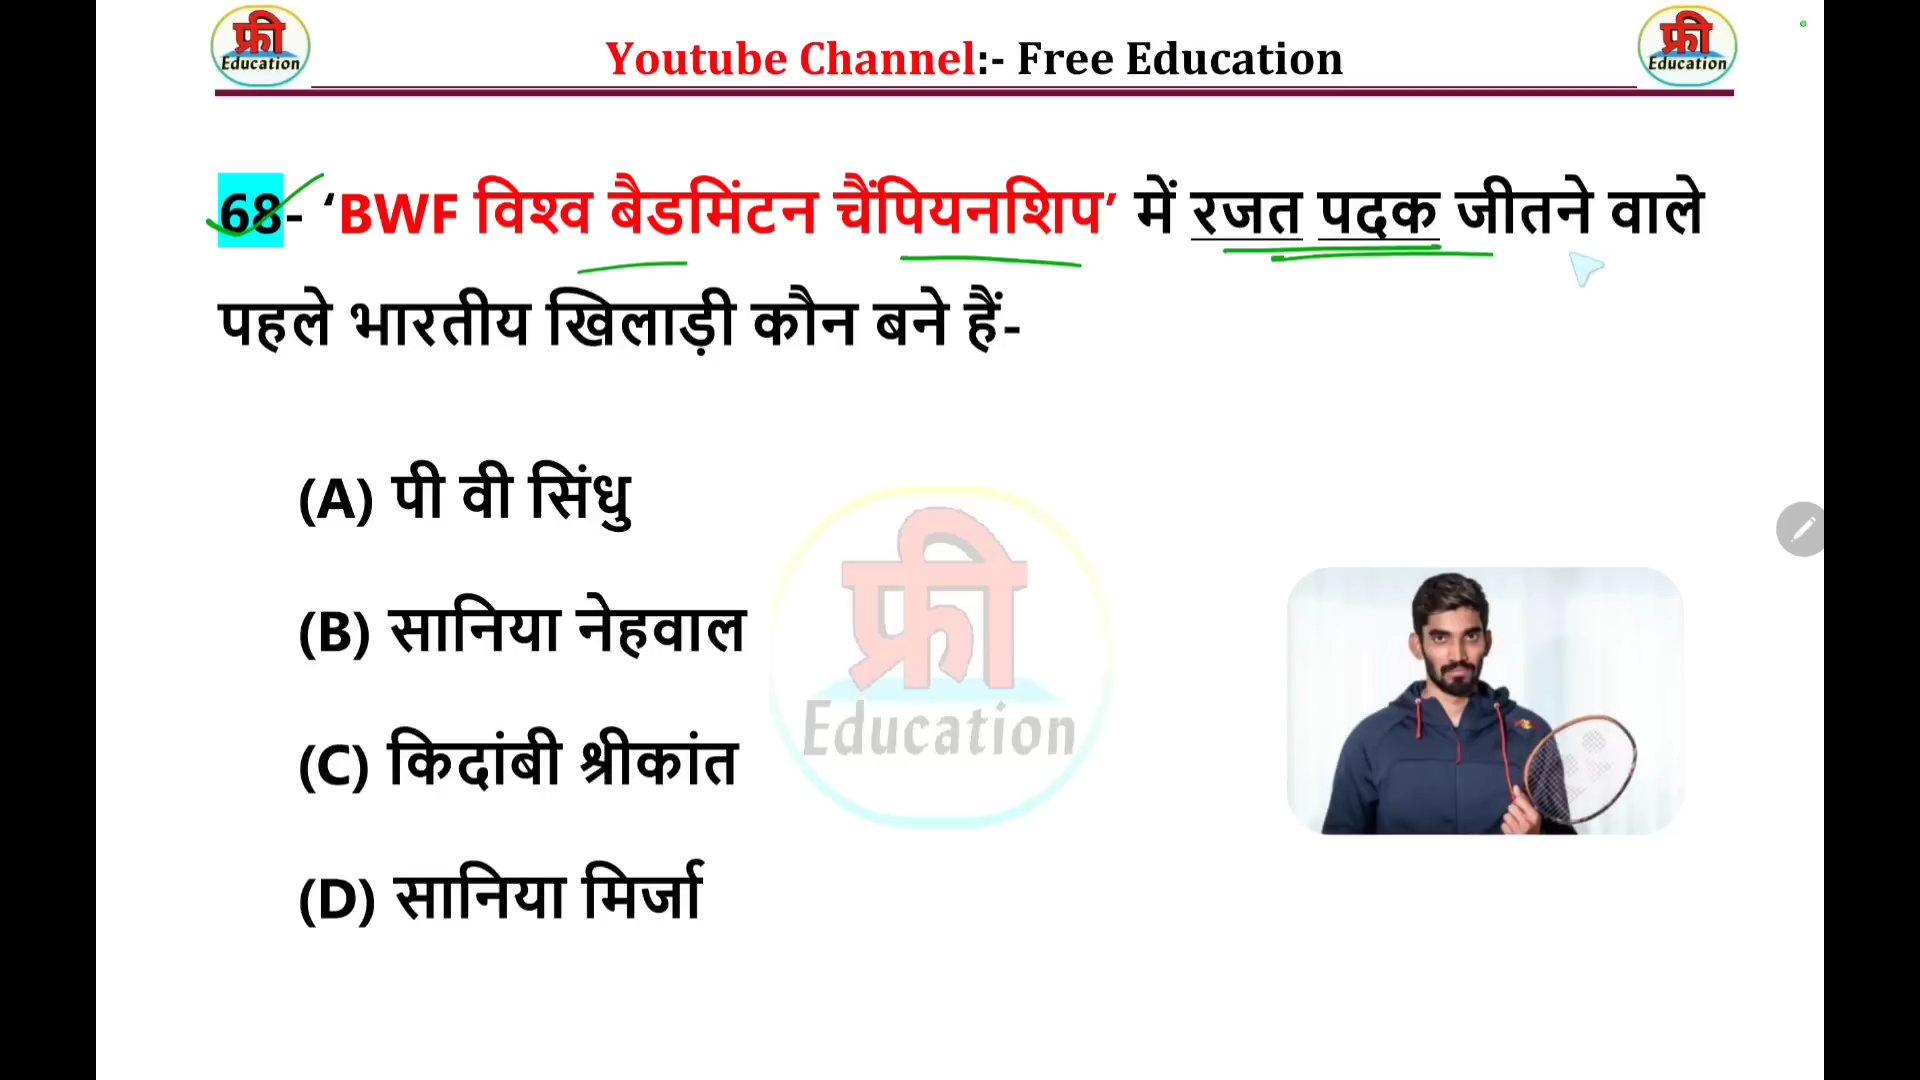 फ्री
Education
Youtube Channel:- Free Education
फ्री
Education
68- ‘BWF विश्व बैडमिंटन चैंपियनशिप’ में रजत पदक जीतने वाले
पहले भारतीय खिलाड़ी कौन बने हैं-
(A) पी वी सिंधु
(B) सानिया नेहवाल
(C) किदांबी श्रीकांत
(D) सानिया मिर्जा
फ्री
Education